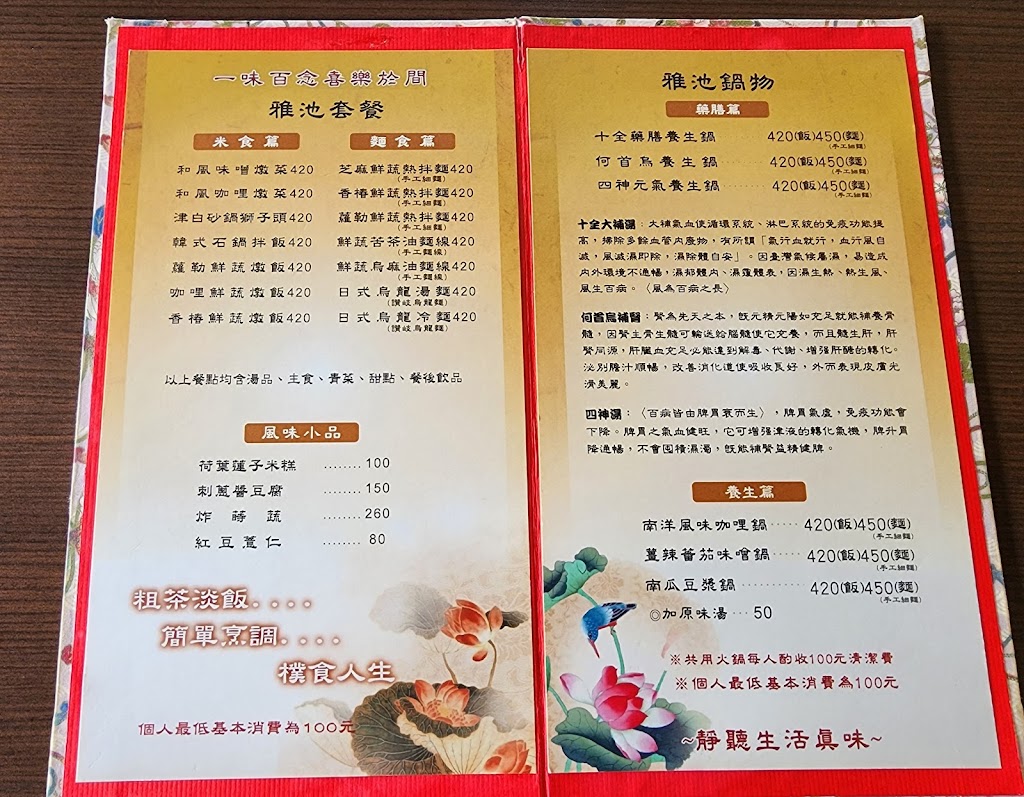 一味百念喜樂於間
雅池套餐
米食篇
和風味噌燉菜420
和風咖哩燉菜420
津白砂鍋獅子頭420
韓式石鍋拌飯420
蘿勒鮮蔬燉飯420
咖哩鮮蔬燉飯420
香椿鮮蔬燉飯420
麵食篇
芝麻鮮蔬熱拌麵420
(手工細麵)
香椿鮮蔬熱拌麵420
(手工細麵)
蘿勒鮮蔬熱拌麵420
(手工細麵)
鮮蔬苦茶油麵線420
(手工麵線)
鮮蔬烏麻油麵線420
(手工麵線)
日式烏龍湯麵420
(讚岐烏龍麵)
日式烏龍冷麵420
(讚岐烏龍麵)
以上餐點均含湯品、主食、青菜、甜點、餐後飲品
風味小品
荷葉蓮子米糕 ........ 100
刺蔥醬豆腐 ........ 150
炸蒔蔬 ........ 260
紅豆薏仁 ........ 80
粗茶淡飯....
簡單烹調....
樸食人生
個人最低基本消費為100元
雅池鍋物
藥膳篇
十全藥膳養生鍋 420(飯)450(麵)
(手工細麵)
何首烏養生鍋 420(飯)450(麵)
(手工細麵)
四神元氣養生鍋 ········ 420(飯)450(麵)
(手工細麵)
十全大補湯：大補氣血使循環系統、淋巴系統的免疫功能提
高，掃除多餘血管內廢物，有所謂「氣行血就行，血行風自
滅，風滅濕即除，濕除體自安」。因臺灣氣候屬濕，易造成
內外環境不通暢，濕鬱體內、濕蘊體表，因濕生熱、熱生風、
風生百病。〈風為百病之長〉
何首烏補腎：腎為先天之本，既元精元陽如充足就能補養骨
髓，因腎主骨生髓可輸送給腦髓使它充養，而且髓生肝，肝
腎同源，肝臟血充足必能達到解毒、代謝、增强肝醣的轉化。
泌別膽汁順暢，改善消化道使吸收良好，外而表現皮膚光
滑美麗。
四神湯：〈百病皆由脾胃衰而生〉，脾胃氣虛，免疫功能會
下降。脾胃之氣血健旺，它可增强津液的轉化氣機，脾升胃
降通暢，不會囤積濕濁，既能補腎益精健脾。
養生篇
南洋風味咖哩鍋 ····· 420(飯)450(麵)
(手工細麵)
薑辣蕃茄味噌鍋 ····· 420(飯)450(麵)
(手工細麵)
南瓜豆漿鍋 ··········· 420(飯)450(麵)
(手工細麵)
◎加原味湯 ··· 50
※共用火鍋每人酌收100元清潔費
※個人最低基本消費為100元
~靜聽生活真味~